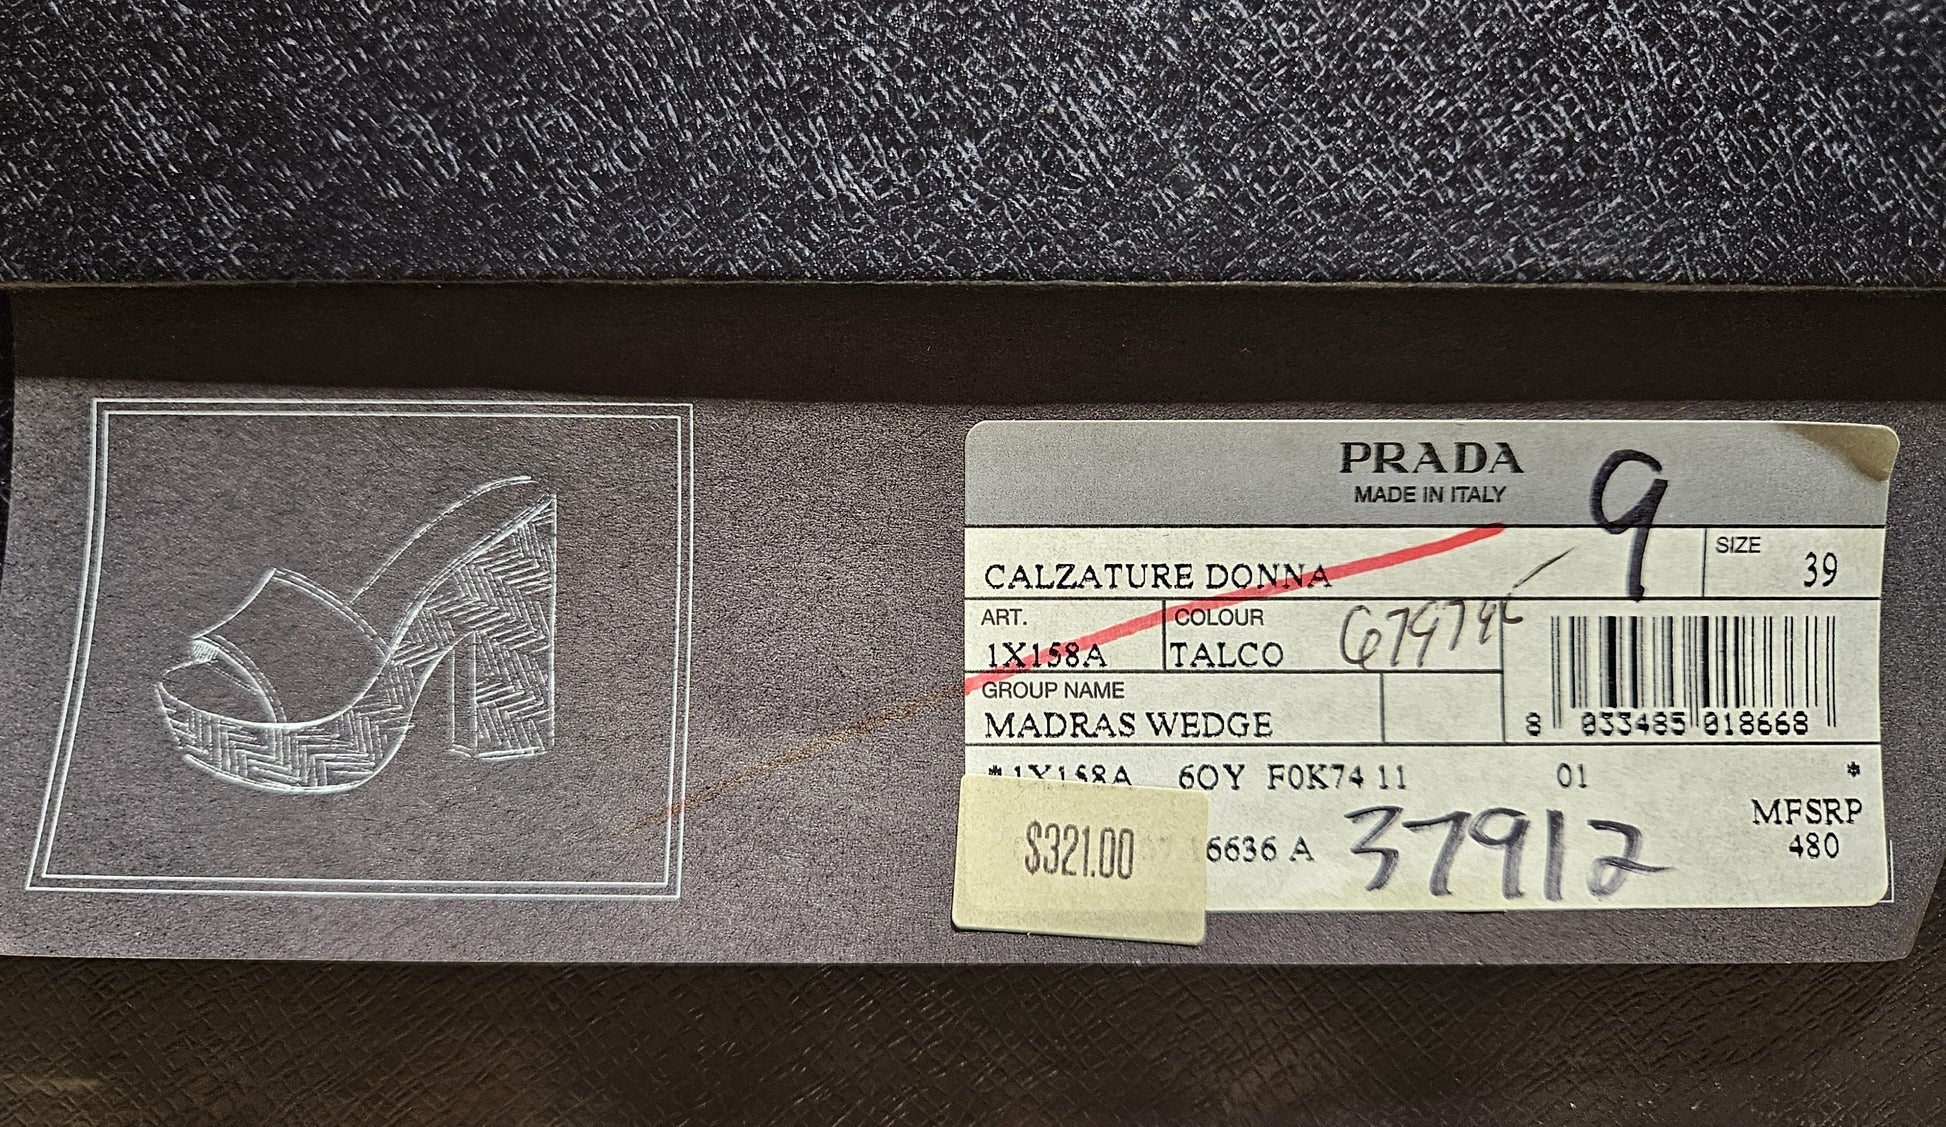 PRADA
MADE IN ITALY
9
CALZATURE DONNA
SIZE
39
ART.
1X158A
COLOUR
TALCO
GROUP NAME
MADRAS WEDGE
8 033485 018668
*1X158A 6OY F0K74 11 01 *
MFSRP
480
$321.00
6636 A
37912